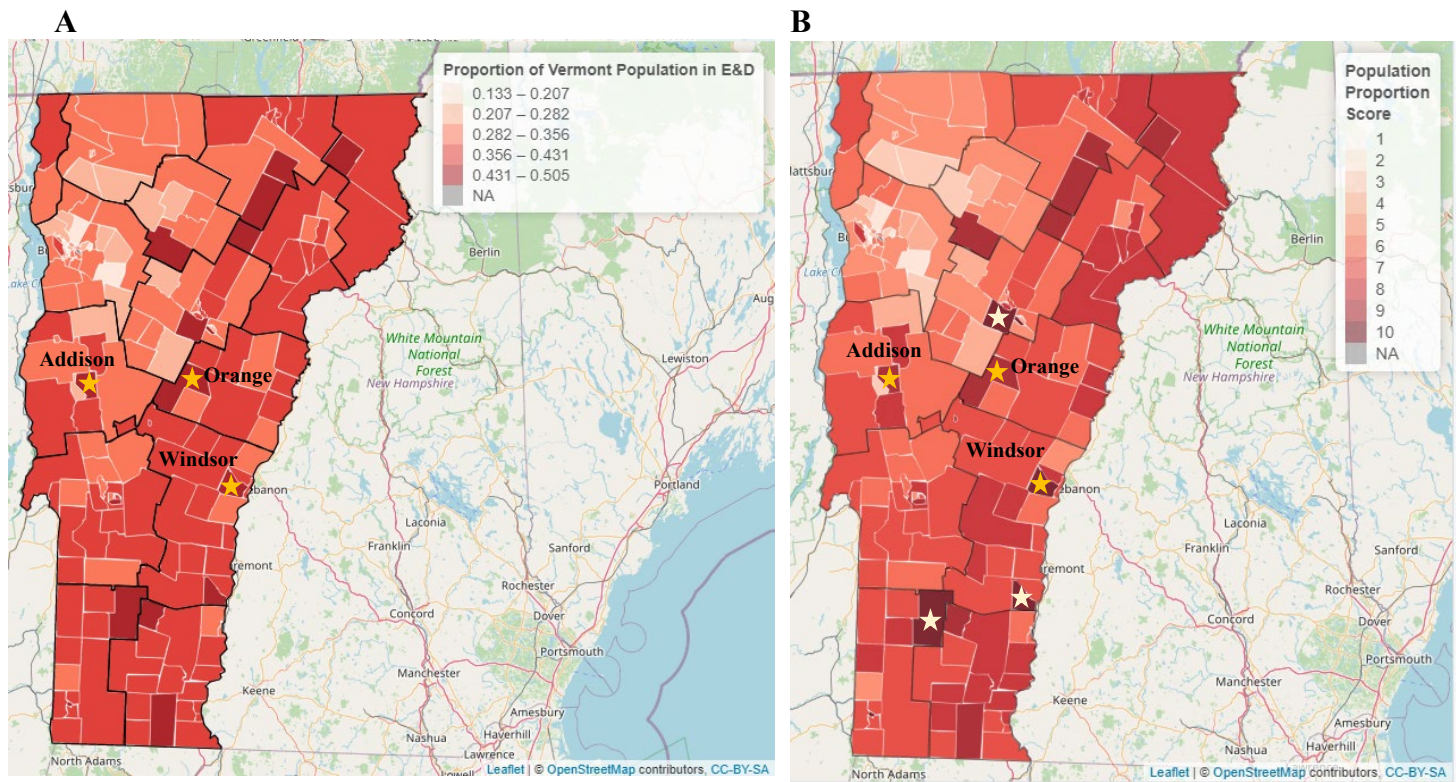 A
B
Greenfield
Proportion of Vermont Population in E&D
0.133 – 0.207
0.207 – 0.282
0.282 – 0.356
0.356 – 0.431
0.431 – 0.505
NA
Population
Proportion
Score
1
2
3
4
5
6
7
8
9
10
NA
Addison
Orange
Windsor
Berlin
White Mountain
National
Forest
New Hampshire
Lewiston
Portland
Laconia
Franklin
Sanford
Rochester
Concord
Dover
Portsmouth
Manchester
Keene
Amesbury
Nashua
Haverhill
Lawrence
North Adams
Leaflet | © OpenStreetMap contributors, CC-BY-SA
Addison
Orange
Windsor
Berlin
White Mountain
National
Forest
New Hampshire
Lewiston
Portland
Laconia
Franklin
Sanford
Rochester
Concord
Dover
Portsmouth
Manchester
Keene
Amesbury
Nashua
Haverhill
North Adams
Leaflet | © OpenStreetMap contributors, CC-BY-SA